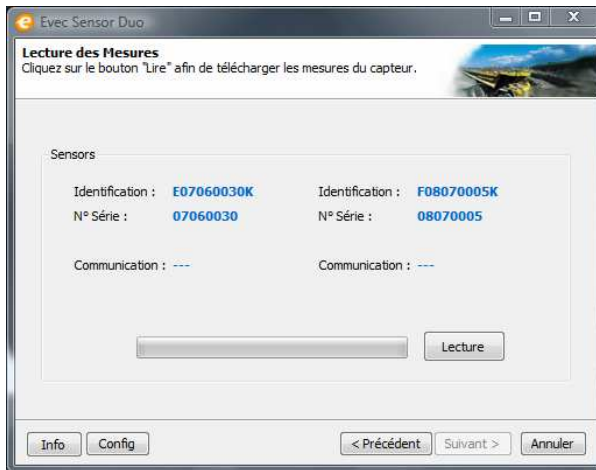 Evec Sensor Duo
Lecture des Mesures
Cliquez sur le bouton "Lire" afin de télécharger les mesures du capteur.
Sensors
Identification : E07060030K Identification : F08070005K
N° Série : 07060030 N° Série : 08070005
Communication : --- Communication : ---
Lecture
Info Config < Précédent Suivant > Annuler